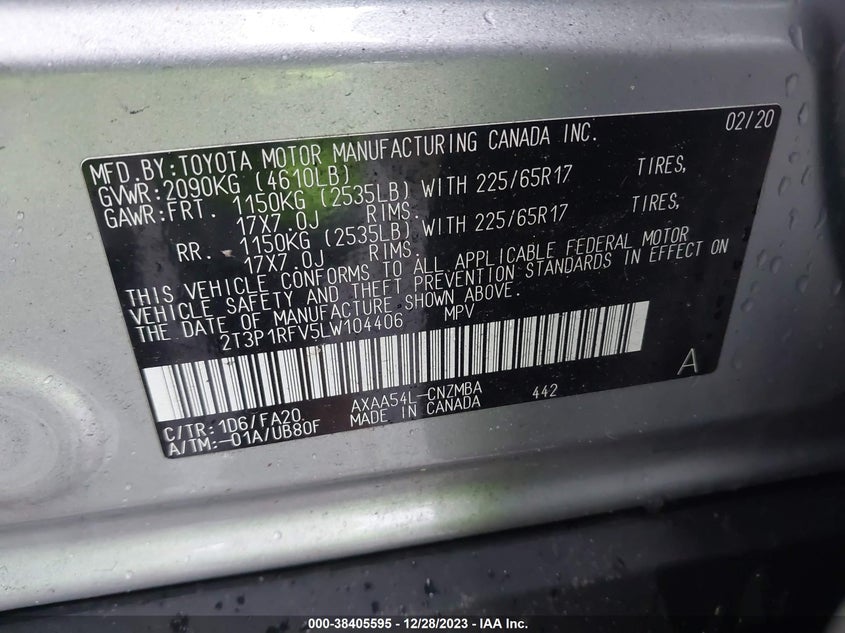 02/20
MFD.BY:TOYOTA MOTOR MANUFACTURING CANADA INC.
GVWR:2090KG (4610LB)
GAWR:FRT. 1150KG (2535LB) WITH 225/65R17 TIRES,
17X7.0J RIMS.
RR. 1150KG (2535LB) WITH 225/65R17 TIRES,
17X7.0J RIMS.
THIS VEHICLE CONFORMS TO ALL APPLICABLE FEDERAL MOTOR
VEHICLE SAFETY AND THEFT PREVENTION STANDARDS IN EFFECT ON
THE DATE OF MANUFACTURE SHOWN ABOVE.
2T3P1RFV5LW104406 MPV
A
C/TR:1D6/FA20 AXAA54L-CNZMBA 442
A/TM:-01A/UB80F MADE IN CANADA
000-38405595 - 12/28/2023 - IAA Inc.